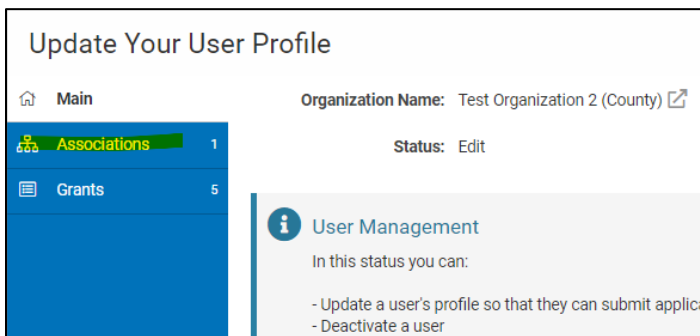 Update Your User Profile
Main
Organization Name: Test Organization 2 (County)
Associations 1
Status: Edit
Grants 5
User Management
In this status you can:
- Update a user's profile so that they can submit applica
- Deactivate a user